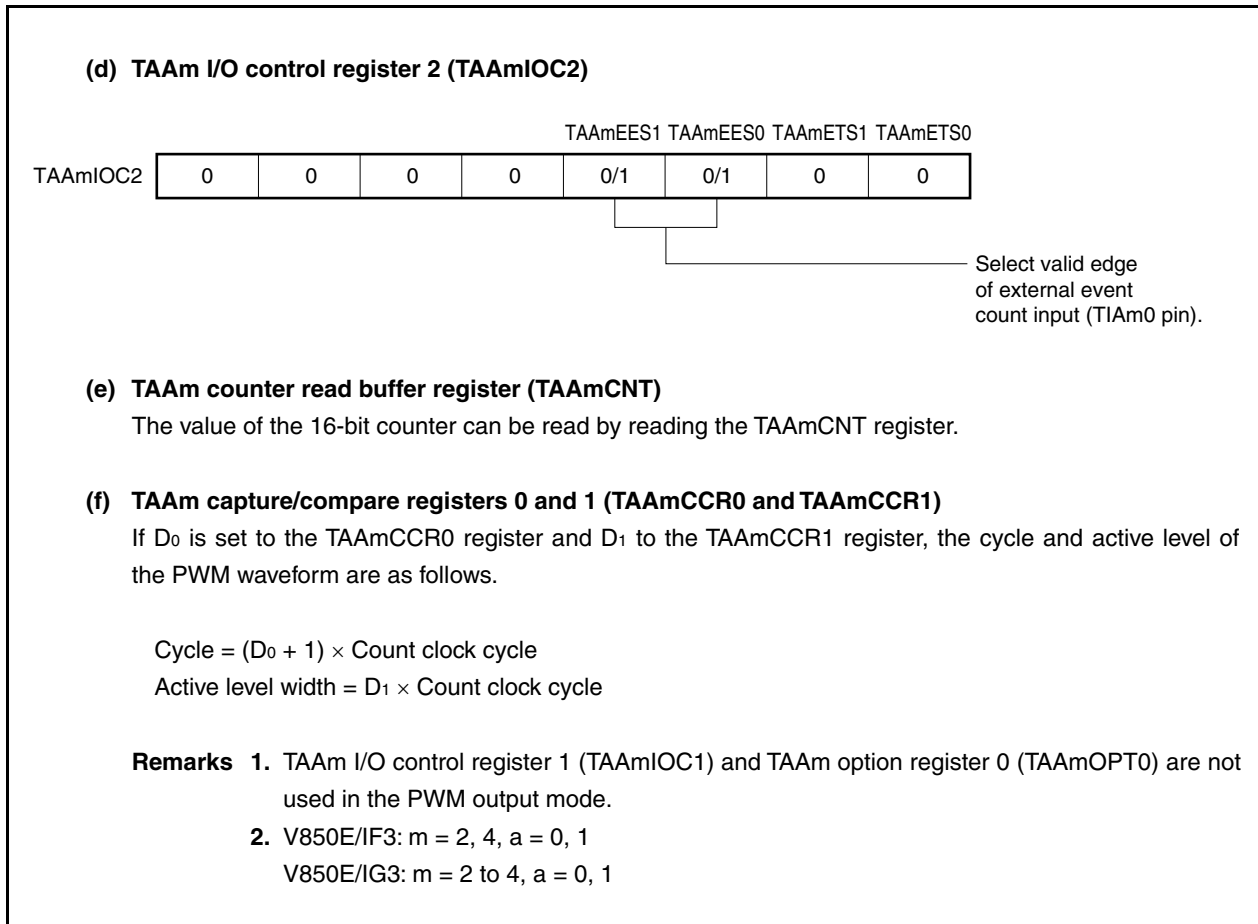 (d) TAAm I/O control register 2 (TAAmIOC2)
TAAmEES1 TAAmEES0 TAAmETS1 TAAmETS0
TAAmIOC2 0 0 0 0 0/1 0/1 0 0
Select valid edge
of external event
count input (TIAm0 pin).
(e) TAAm counter read buffer register (TAAmCNT)
The value of the 16-bit counter can be read by reading the TAAmCNT register.
(f) TAAm capture/compare registers 0 and 1 (TAAmCCR0 and TAAmCCR1)
If D0 is set to the TAAmCCR0 register and D1 to the TAAmCCR1 register, the cycle and active level of
the PWM waveform are as follows.
Cycle = (D0 + 1) × Count clock cycle
Active level width = D1 × Count clock cycle
Remarks 1. TAAm I/O control register 1 (TAAmIOC1) and TAAm option register 0 (TAAmOPT0) are not
used in the PWM output mode.
2. V850E/IF3: m = 2, 4, a = 0, 1
V850E/IG3: m = 2 to 4, a = 0, 1